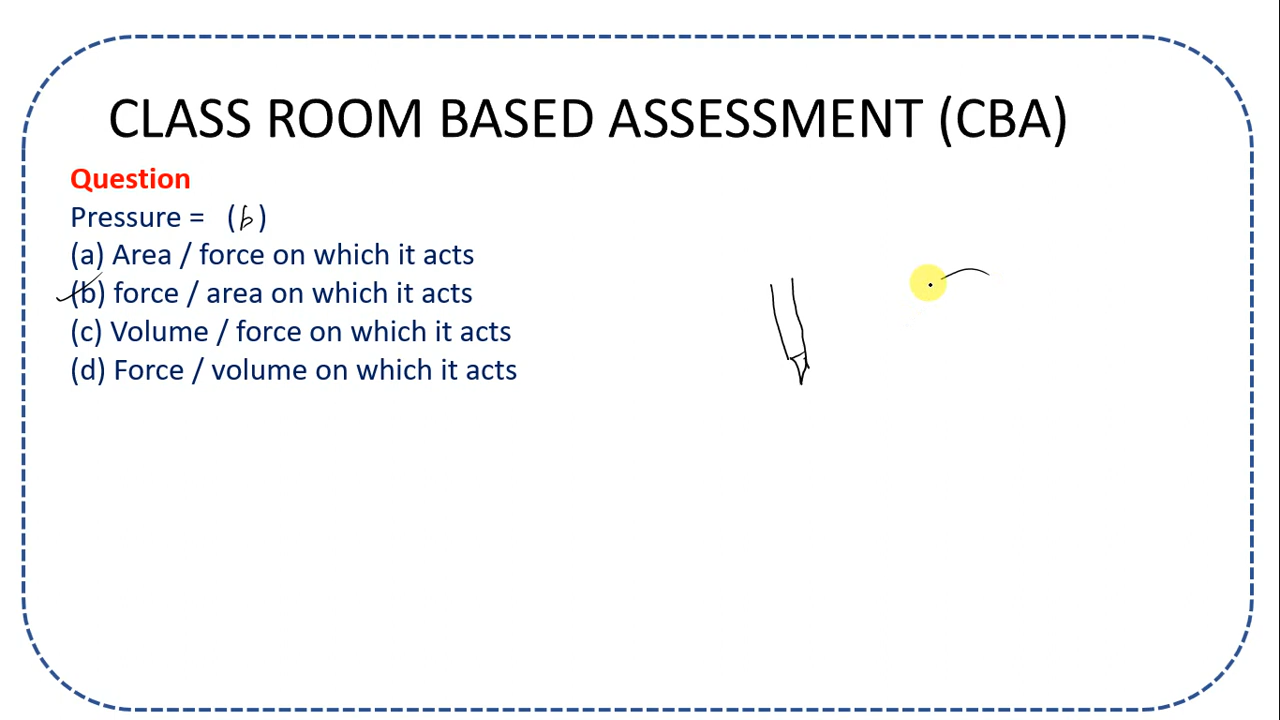 CLASS ROOM BASED ASSESSMENT (CBA)
Question
Pressure = (b)
(a) Area / force on which it acts
(b) force / area on which it acts
(c) Volume / force on which it acts
(d) Force / volume on which it acts